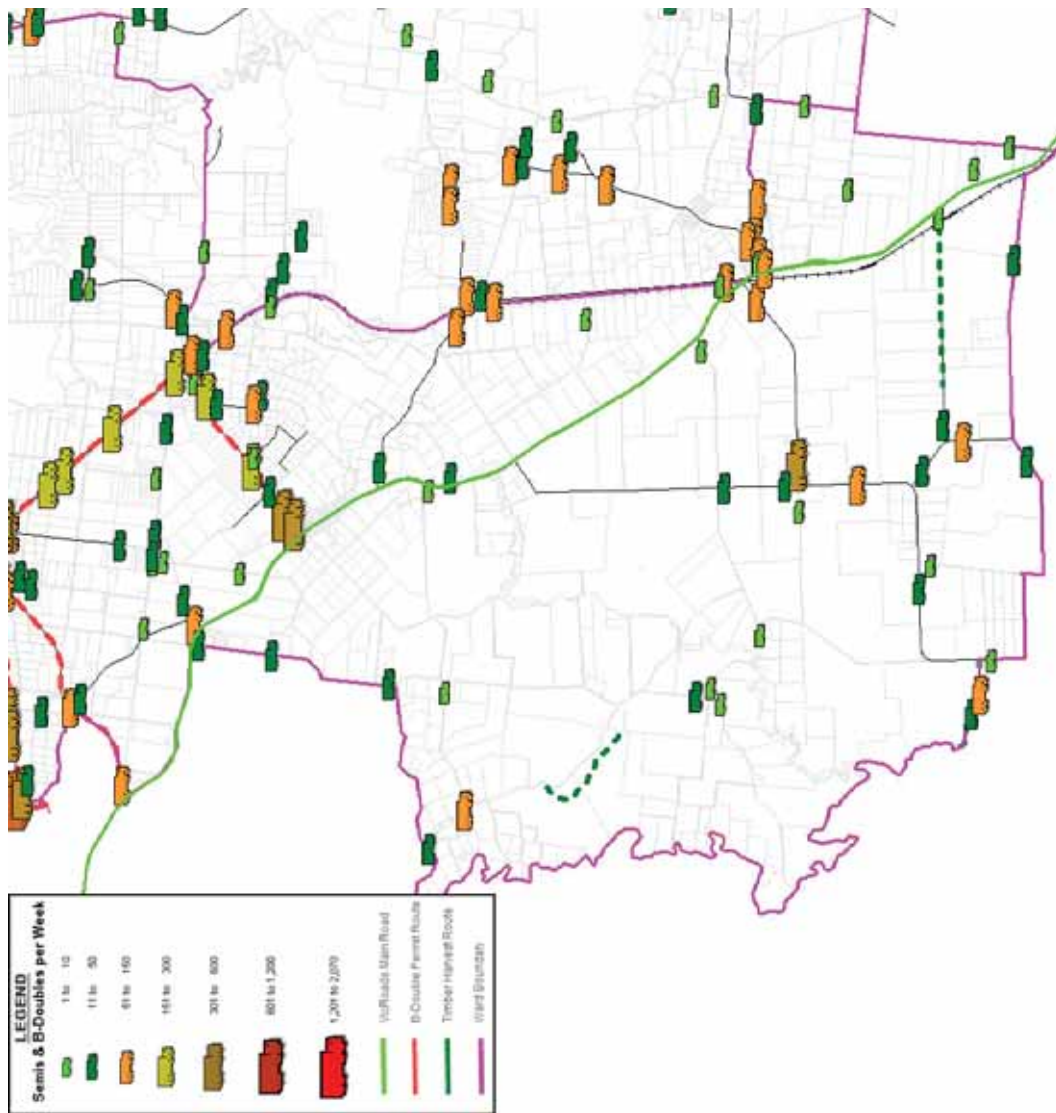 LEGEND
Semis & B-Doubles per Week
1 to 10
11 to 50
51 to 150
151 to 300
301 to 600
601 to 1,200
1,201 to 2,070
VicRoads Main Road
B-Double Permit Route
Timber Harvest Route
Ward Boundary